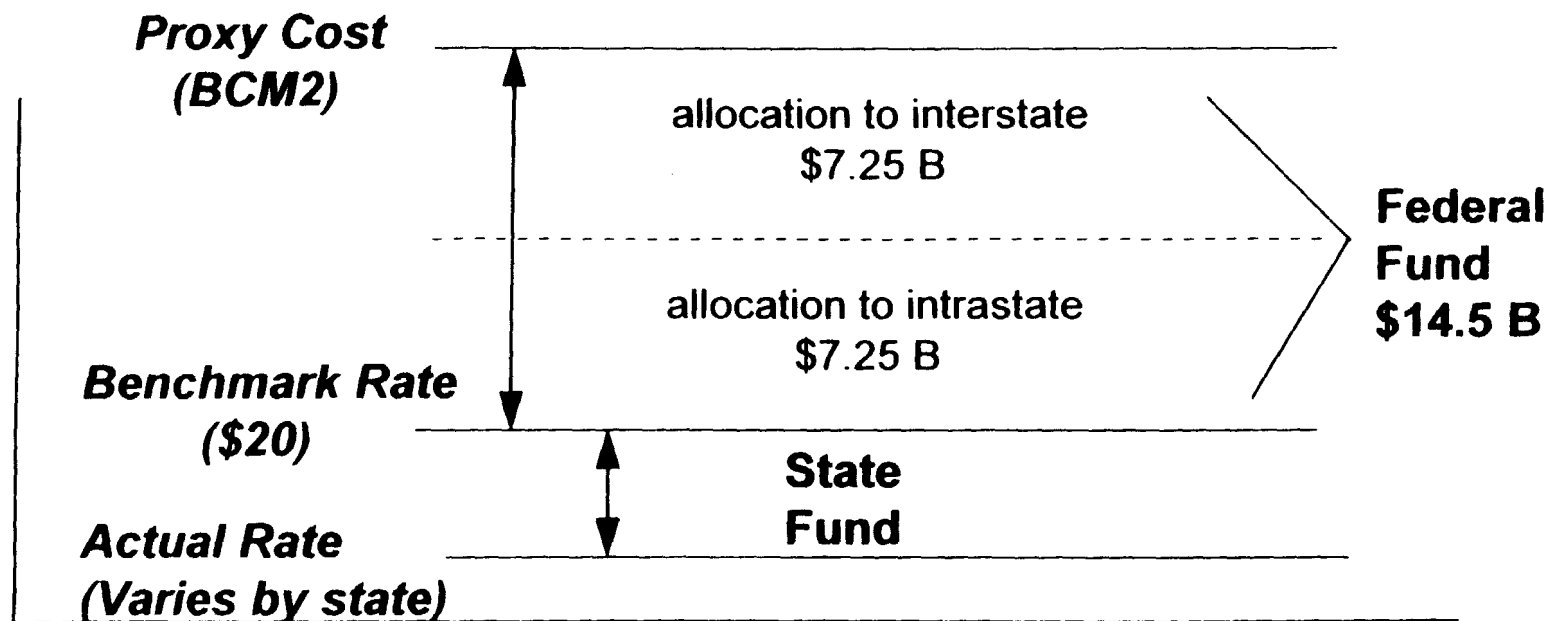 Proxy Cost
(BCM2)
allocation to interstate
$7.25 B
Federal
Fund
$14.5 B
allocation to intrastate
$7.25 B
Benchmark Rate
($20)
State
Fund
Actual Rate
(Varies by state)